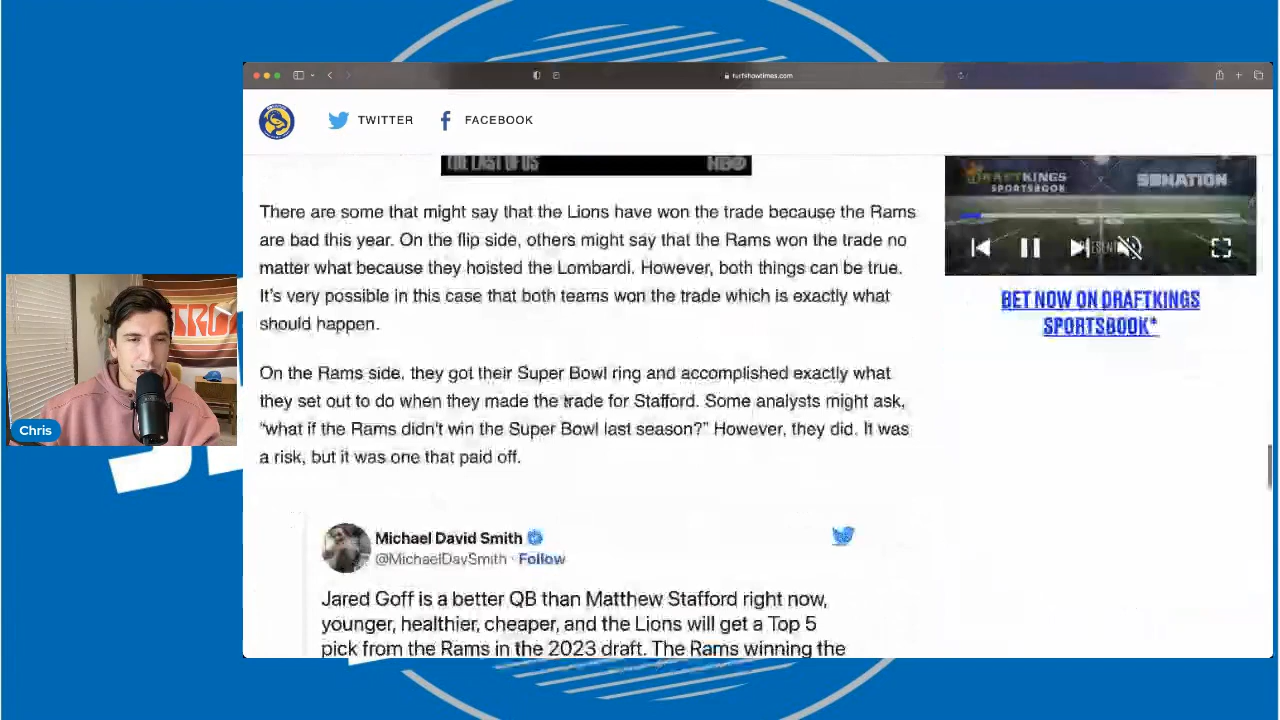 turfshowtimes.com
TWITTER
FACEBOOK
THE LAST OF US
HBO
There are some that might say that the Lions have won the trade because the Rams
are bad this year. On the flip side, others might say that the Rams won the trade no
matter what because they hoisted the Lombardi. However, both things can be true.
It’s very possible in this case that both teams won the trade which is exactly what
should happen.
On the Rams side, they got their Super Bowl ring and accomplished exactly what
they set out to do when they made the trade for Stafford. Some analysts might ask,
“what if the Rams didn’t win the Super Bowl last season?” However, they did. It was
a risk, but it was one that paid off.
Michael David Smith
@MichaelDavSmith · Follow
Jared Goff is a better QB than Matthew Stafford right now,
younger, healthier, cheaper, and the Lions will get a Top 5
pick from the Rams in the 2023 draft. The Rams winning the
DRAFTKINGS
SPORTSBOOK
SBNATION
BET NOW ON DRAFTKINGS
SPORTSBOOK*
Chris